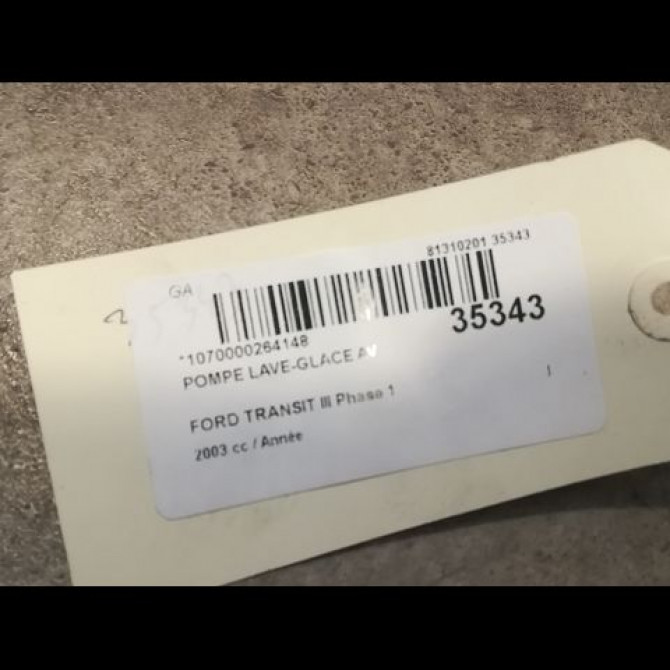 81310201 35343
GA
*1070000264148
35343
POMPE LAVE-GLACE AV
FORD TRANSIT III Phase 1
2003 cc / Année